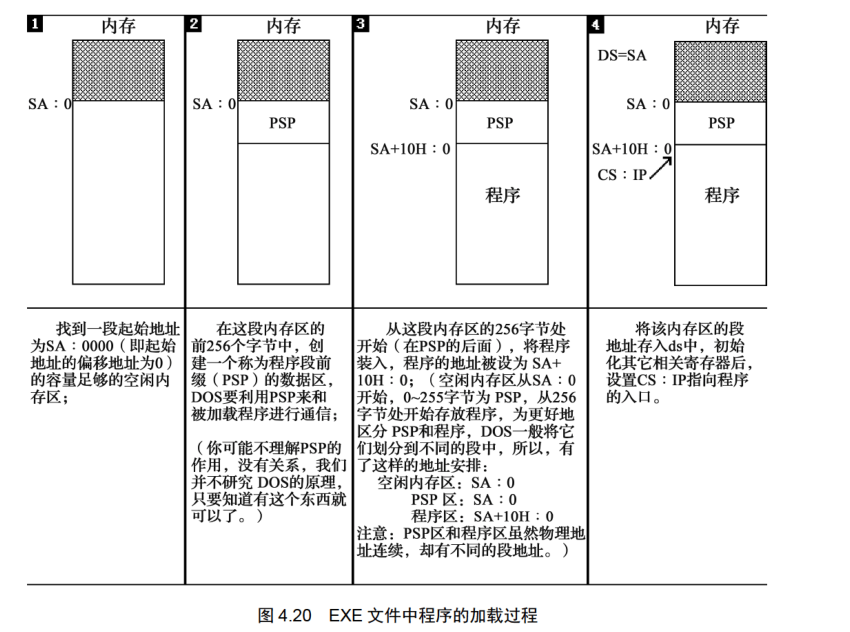 1
内存
SA：0
找到一段起始地址
为SA：0000（即起始
地址的偏移地址为0）
的容量足够的空闲内
存区；
2
内存
SA：0
PSP
在这段内存区的
前256个字节中，创
建一个称为程序段前
缀（PSP）的数据区，
DOS要利用PSP来和
被加载程序进行通信；
（你可能不理解PSP的
作用，没有关系，我们
并不研究 DOS的原理，
只要知道有这个东西就
可以了。）
3
内存
SA：0
PSP
SA+10H：0
程序
从这段内存区的256字节处
开始（在PSP的后面），将程序
装入，程序的地址被设为 SA+
10H：0；（空闲内存区从SA：0
开始，0~255字节为 PSP，从256
字节处开始存放程序，为更好地
区分 PSP和程序，DOS一般将它
们划分到不同的段中，所以，有
了这样的地址安排：
空闲内存区：SA：0
PSP 区：SA：0
程序区：SA+10H：0
注意：PSP区和程序区虽然物理地
址连续，却有不同的段地址。）
4
内存
DS=SA
SA：0
PSP
SA+10H：0
CS：IP
程序
将该内存区的段
地址存入ds中，初始
化其它相关寄存器后，
设置CS：IP指向程序
的入口。
图 4.20 EXE 文件中程序的加载过程